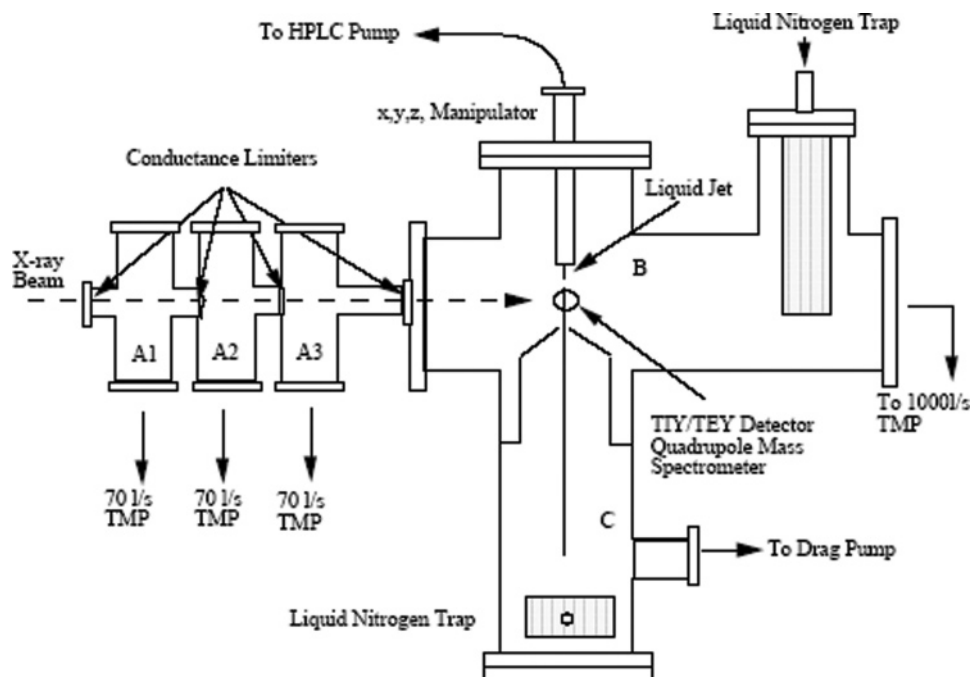 To HPLC Pump
Liquid Nitrogen Trap
x,y,z, Manipulator
Conductance Limiters
Liquid Jet
X-ray
Beam
B
A1
A2
A3
To 1000l/s
TMP
TIY/TEY Detector
Quadrupole Mass
Spectrometer
70 l/s
TMP
70 l/s
TMP
70 l/s
TMP
C
To Drag Pump
Liquid Nitrogen Trap